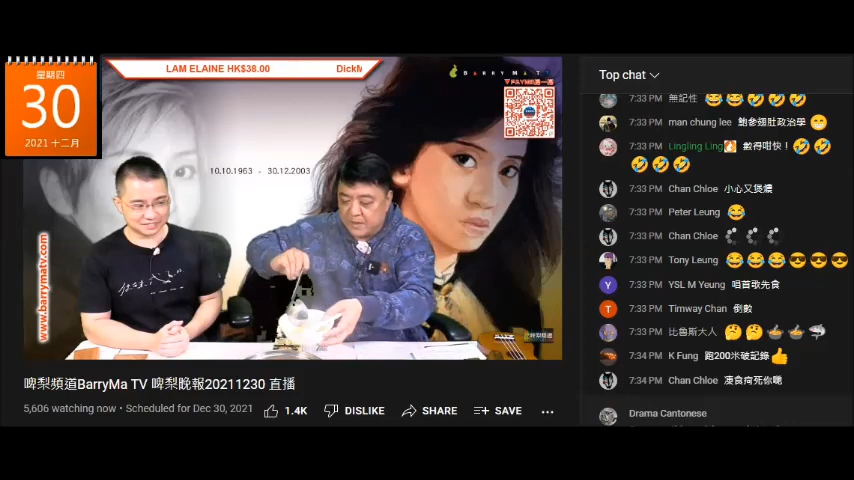 星期四
30
2021 十二月
LAM ELAINE HK$38.00
DickM
BARRYMATV
10.10.1963 - 30.12.2003
www.barrymatv.com
啤梨頻道
啤梨頻道BarryMa TV 啤梨晚報20211230 直播
5,606 watching now • Scheduled for Dec 30, 2021
1.4K
DISLIKE
SHARE
SAVE
Top chat
7:33 PM 無記性 😂😂🤣🤣🤣
7:33 PM man chung lee 鮑參翅肚政治學 😁
7:33 PM Lingling Ling 數得咁快！🤣🤣🤣🤣🤣
7:33 PM Chan Chloe 小心又煲燶
7:33 PM Peter Leung 😂
7:33 PM Chan Chloe
7:33 PM Tony Leung 😂😂😂😎😎😎
Y 7:33 PM YSL M Yeung 唱首歌先食
T 7:33 PM Timway Chan 倒數
7:33 PM 比魯斯大人 🤔🤔🍲🍲🦈
7:34 PM K Fung 跑200米破記錄👍
7:34 PM Chan Chloe
Drama Cantonese